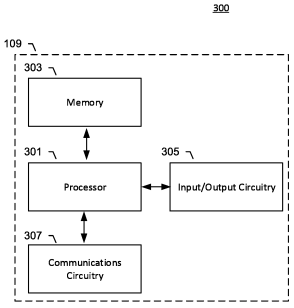 300
109
303
Memory
301
Processor
305
Input/Output Circuitry
307
Communications
Circuitry